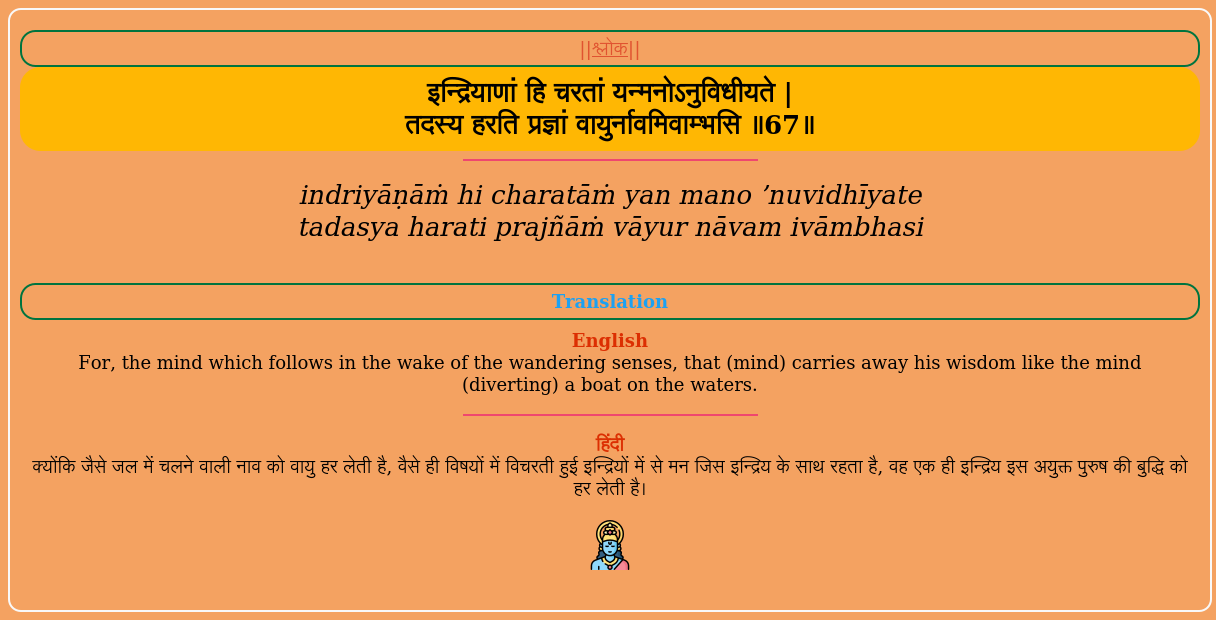 ||श्लोक||
इन्द्रियाणां हि चरतां यन्मनोऽनुविधीयते |
तदस्य हरति प्रज्ञां वायुर्नावमिवाम्भसि ॥67॥
indriyāṇāṁ hi charatāṁ yan mano ’nuvidhīyate
tadasya harati prajñāṁ vāyur nāvam ivāmbhasi
Translation
English
For, the mind which follows in the wake of the wandering senses, that (mind) carries away his wisdom like the mind
(diverting) a boat on the waters.
हिंदी
क्योंकि जैसे जल में चलने वाली नाव को वायु हर लेती है, वैसे ही विषयों में विचरती हुई इन्द्रियों में से मन जिस इन्द्रिय के साथ रहता है, वह एक ही इन्द्रिय इस अयुक्त पुरुष की बुद्धि को
हर लेती है।